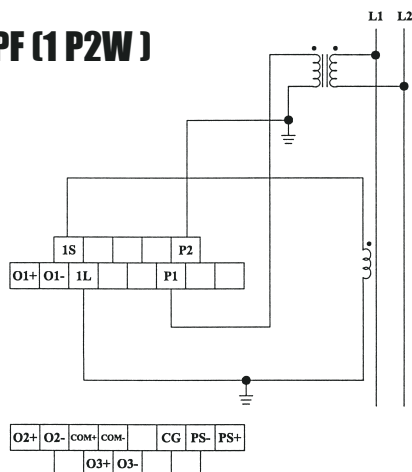 L1 L2
PF (1 P2W )
1S P2
O1+ O1- 1L P1
O2+ O2- COM+ COM- CG PS- PS+
O3+ O3-